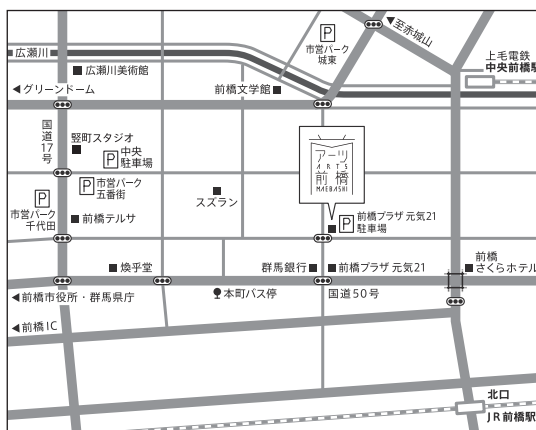 ◀至赤城山
P
市営パーク
城東
上毛電鉄
中央前橋駅
広瀬川
■広瀬川美術館
◀グリーンドーム
前橋文学館■
国道17号
竪町スタジオ
P 中央
駐車場
アーツ
ARTS
前橋
MAEBASHI
P 市営パーク
五番街
P
市営パーク
千代田
スズラン
■前橋テルサ
P 前橋プラザ 元気21
駐車場
■煥乎堂
群馬銀行■
■前橋プラザ 元気21
前橋
■さくらホテル
◀前橋市役所・群馬県庁
本町バス停
国道50号
◀前橋IC
北口
JR前橋駅